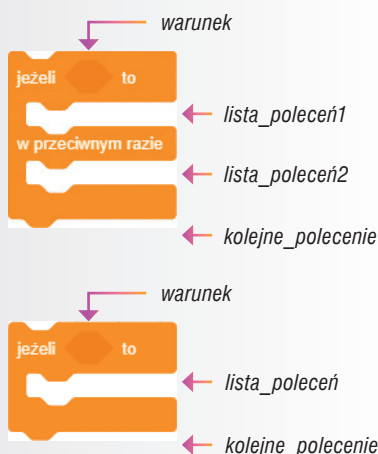 warunek
jeżeli to
lista_poleceń1
w przeciwnym razie
lista_poleceń2
kolejne_polecenie
warunek
jeżeli to
lista_poleceń
kolejne_polecenie